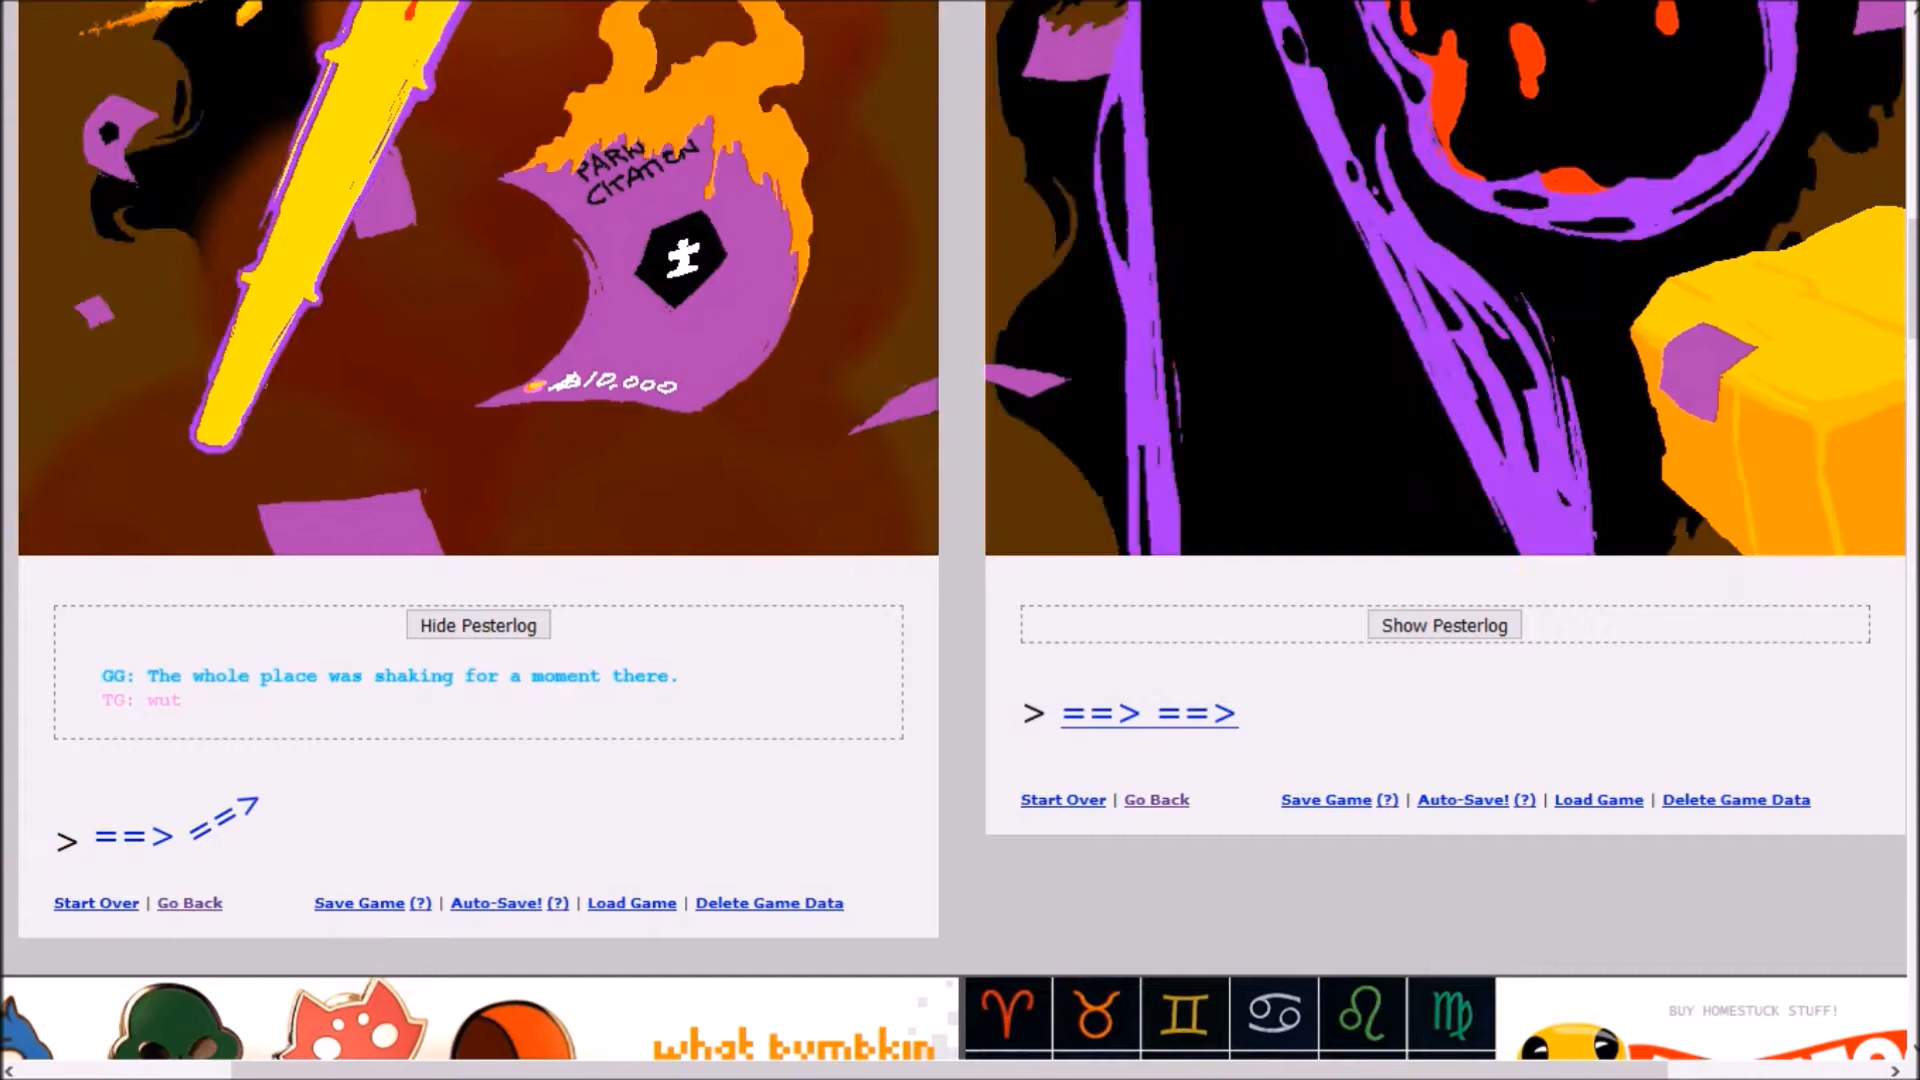 PARKING
CITATION
±
10,000
Hide Pesterlog
GG: The whole place was shaking for a moment there.
TG: wut
> ==> ==>
Start Over | Go Back Save Game (?) | Auto-Save! (?) | Load Game | Delete Game Data
Show Pesterlog
> ==> ==>
Start Over | Go Back Save Game (?) | Auto-Save! (?) | Load Game | Delete Game Data
what pumpkin
♈ ♉ ♊ ♋ ♌ ♍
BUY HOMESTUCK STUFF!